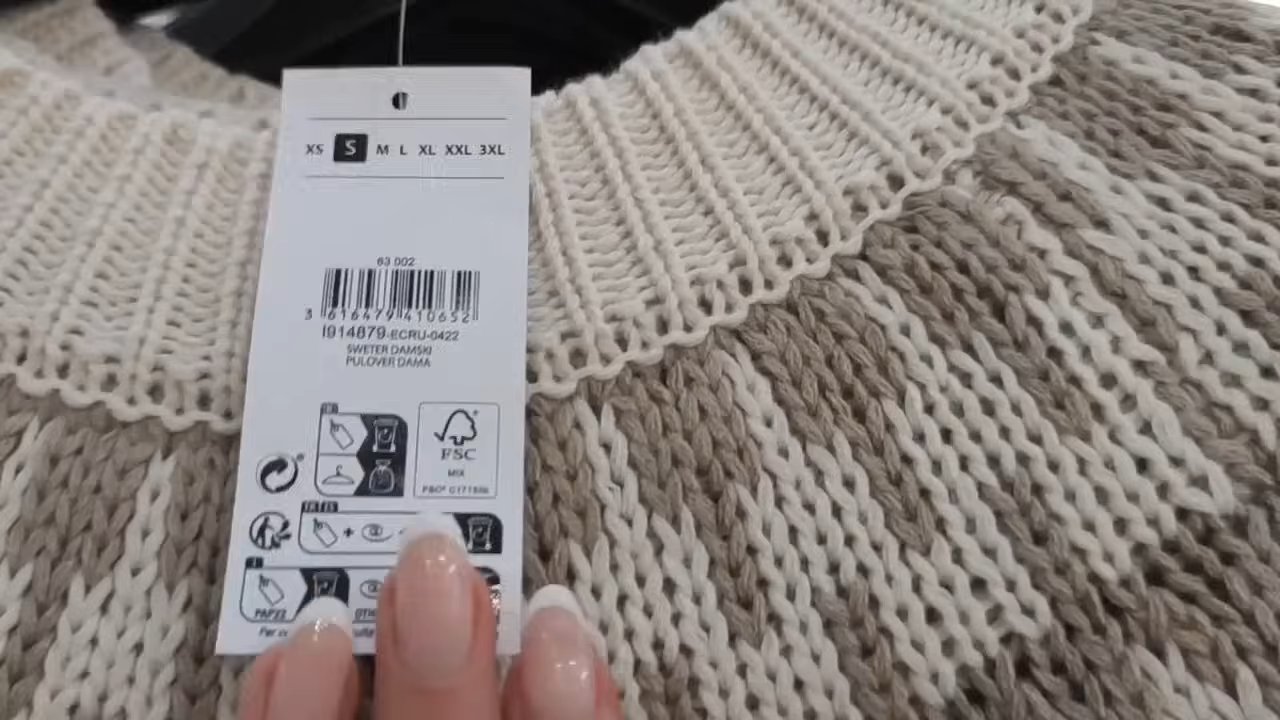 XS S M L XL XXL 3XL
63 002
3 616479 410652
I914879-ECRU-0422
SWETER DAMSKI
PULOVER DAMA
FSC
MIX
+
PAP22